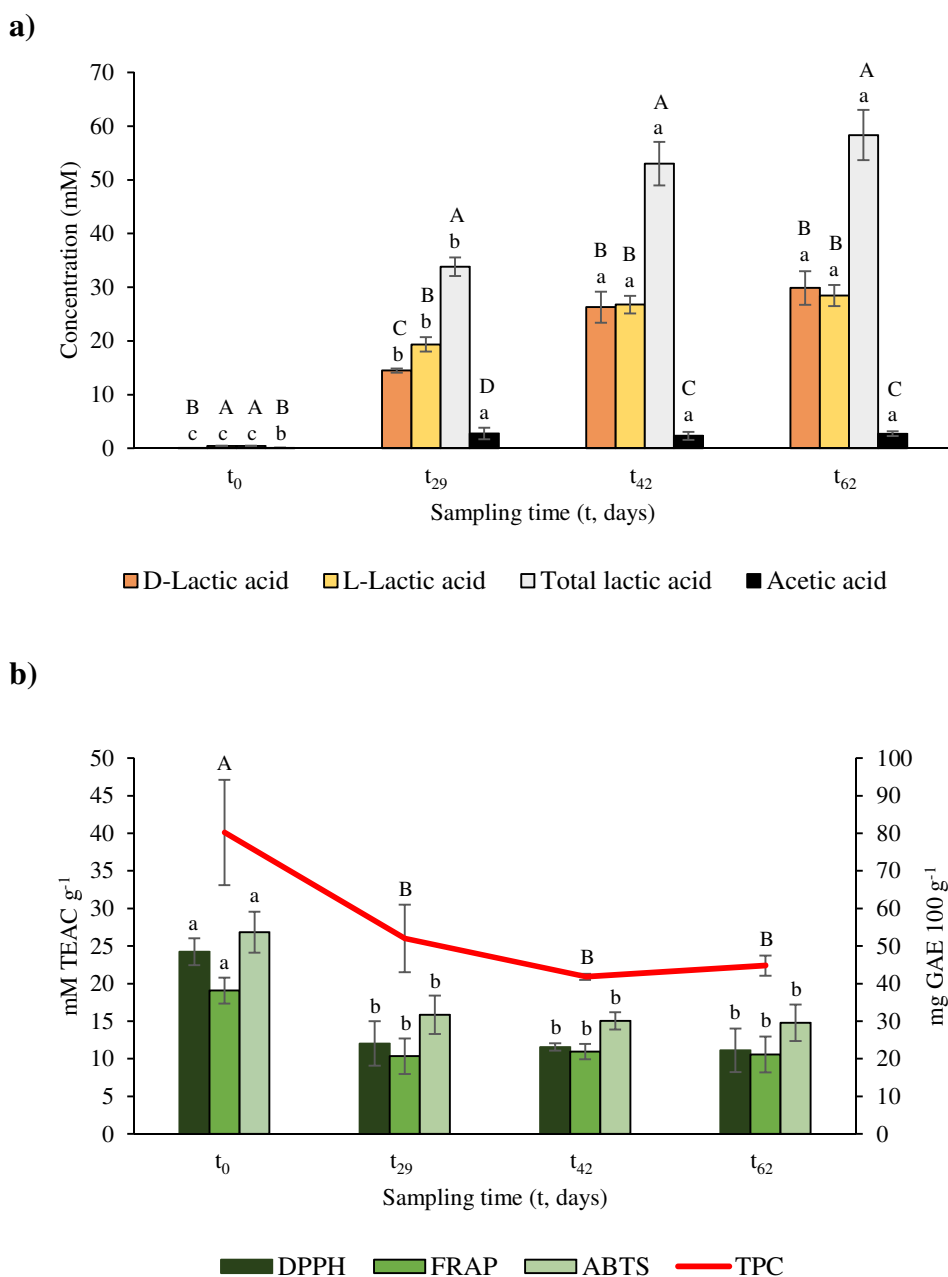 a)
70
60
50
40
30
20
10
0
Concentration (mM)
B A A B
c c c b
C B A D
b b b a
B B A C
a a a a
B B A C
a a a a
t0 t29 t42 t62
Sampling time (t, days)
D-Lactic acid L-Lactic acid Total lactic acid Acetic acid
b)
50
45
40
35
30
25
20
15
10
5
0
mM TEAC g-1
A B B B
a a a
b b b
b b b
b b b
100
90
80
70
60
50
40
30
20
10
0
mg GAE 100 g-1
t0 t29 t42 t62
Sampling time (t, days)
DPPH FRAP ABTS TPC